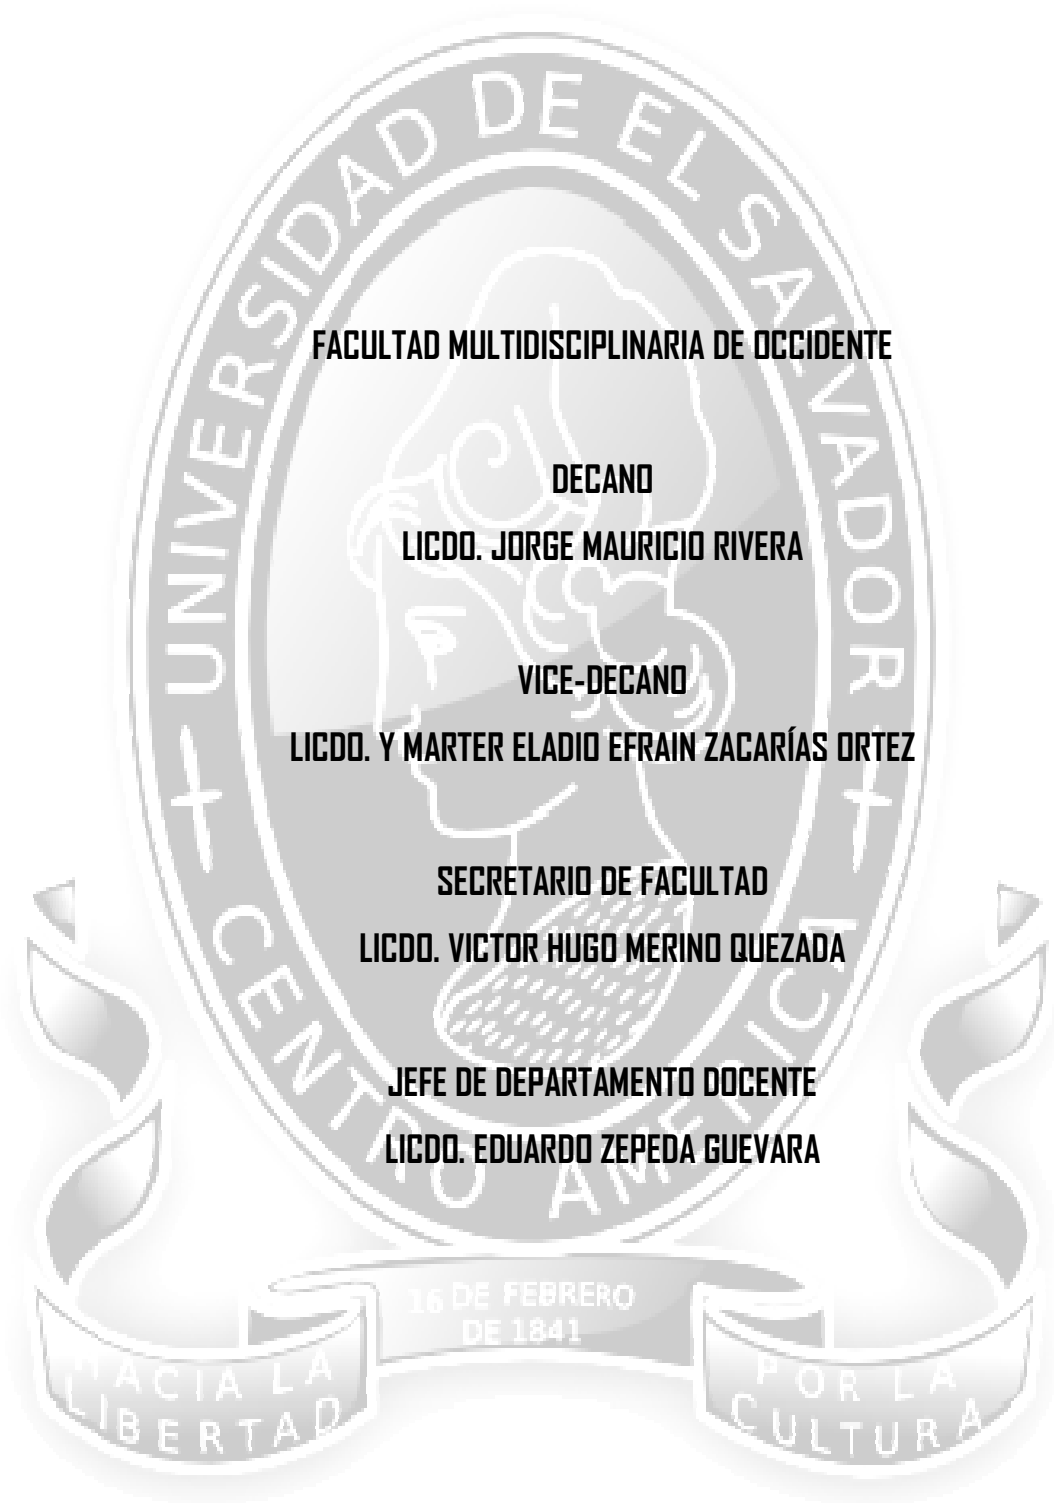 UNIVERSIDAD DE EL SALVADOR
FACULTAD MULTIDISCIPLINARIA DE OCCIDENTE
DECANO
LICDO. JORGE MAURICIO RIVERA
VICE-DECANO
LICDO. Y MARTER ELADIO EFRAIN ZACARÍAS ORTEZ
SECRETARIO DE FACULTAD
LICDO. VICTOR HUGO MERINO QUEZADA
JEFE DE DEPARTAMENTO DOCENTE
LICDO. EDUARDO ZEPEDA GUEVARA
CENTRO AMERICA
16 DE FEBRERO
DE 1841
HACIA LA
LIBERTAD
POR LA
CULTURA